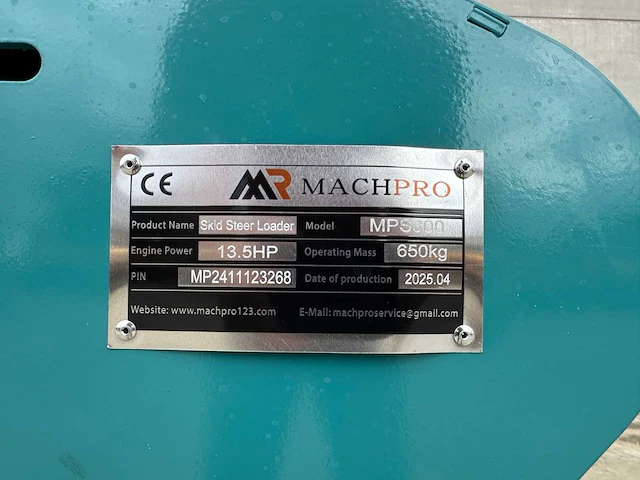 CE MACHPRO
Product Name Skid Steer Loader Model
Engine Power 13.5HP Operating Mass 650kg
PIN MP2411123268 Date of production 2025.04
Website: www.machpro123.com E-Mail: machproservice@gmail.com